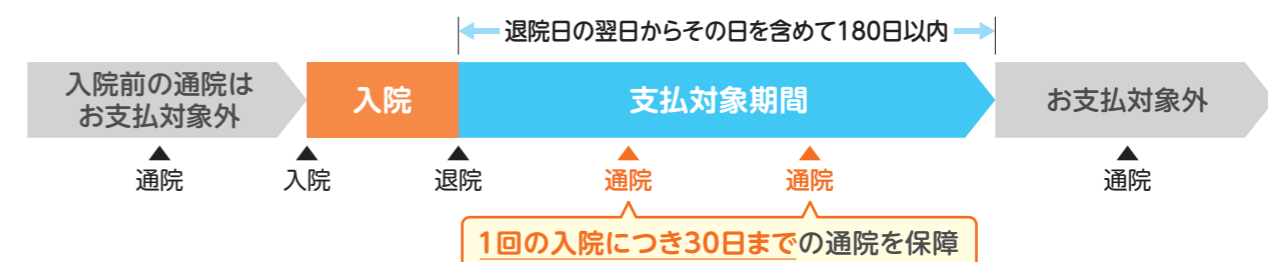 退院日の翌日からその日を含めて180日以内
入院前の通院は
お支払対象外
入院
支払対象期間
お支払対象外
通院
入院
退院
通院
通院
通院
1回の入院につき30日までの通院を保障